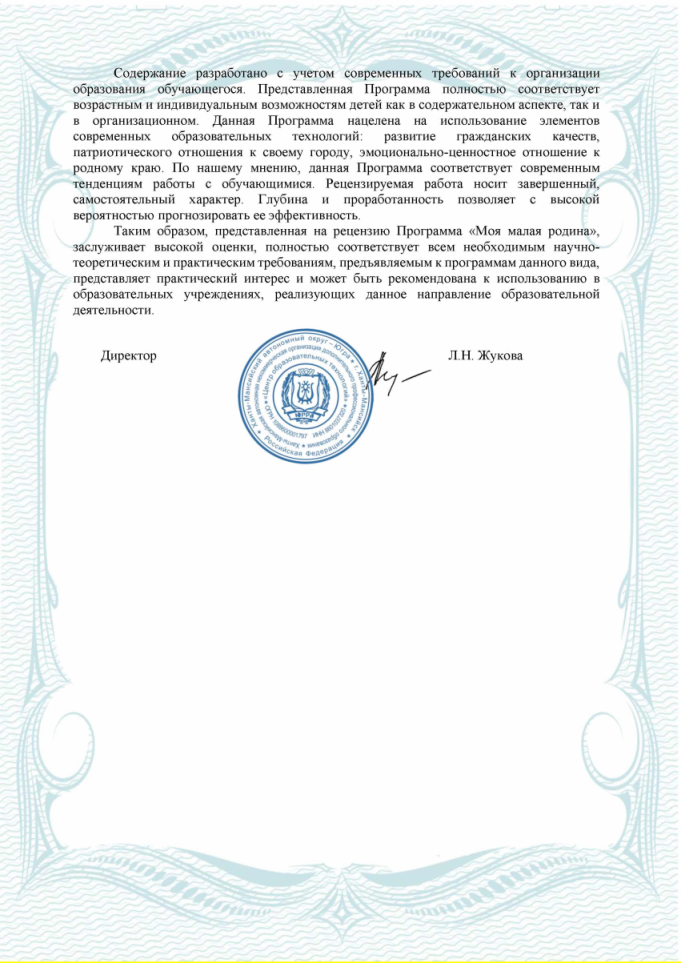 Содержание разработано с учетом современных требований к организации
образования обучающегося. Представленная Программа полностью соответствует
возрастным и индивидуальным возможностям детей как в содержательном аспекте, так и
в организационном. Данная Программа нацелена на использование элементов
современных образовательных технологий: развитие гражданских качеств,
патриотического отношения к своему городу, эмоционально-ценностное отношение к
родному краю. По нашему мнению, данная Программа соответствует современным
тенденциям работы с обучающимися. Рецензируемая работа носит завершенный,
самостоятельный характер. Глубина и проработанность позволяет с высокой
вероятностью прогнозировать ее эффективность.
Таким образом, представленная на рецензию Программа «Моя малая родина»,
заслуживает высокой оценки, полностью соответствует всем необходимым научно-
теоретическим и практическим требованиям, предъявляемым к программам данного вида,
представляет практический интерес и может быть рекомендована к использованию в
образовательных учреждениях, реализующих данное направление образовательной
деятельности.
Директор
Л.Н. Жукова
Ханты-Мансийский автономный округ – Югра ★ г. Ханты-Мансийск
★ Российская Федерация ★
«Центр образовательных технологий»
ЮГРА